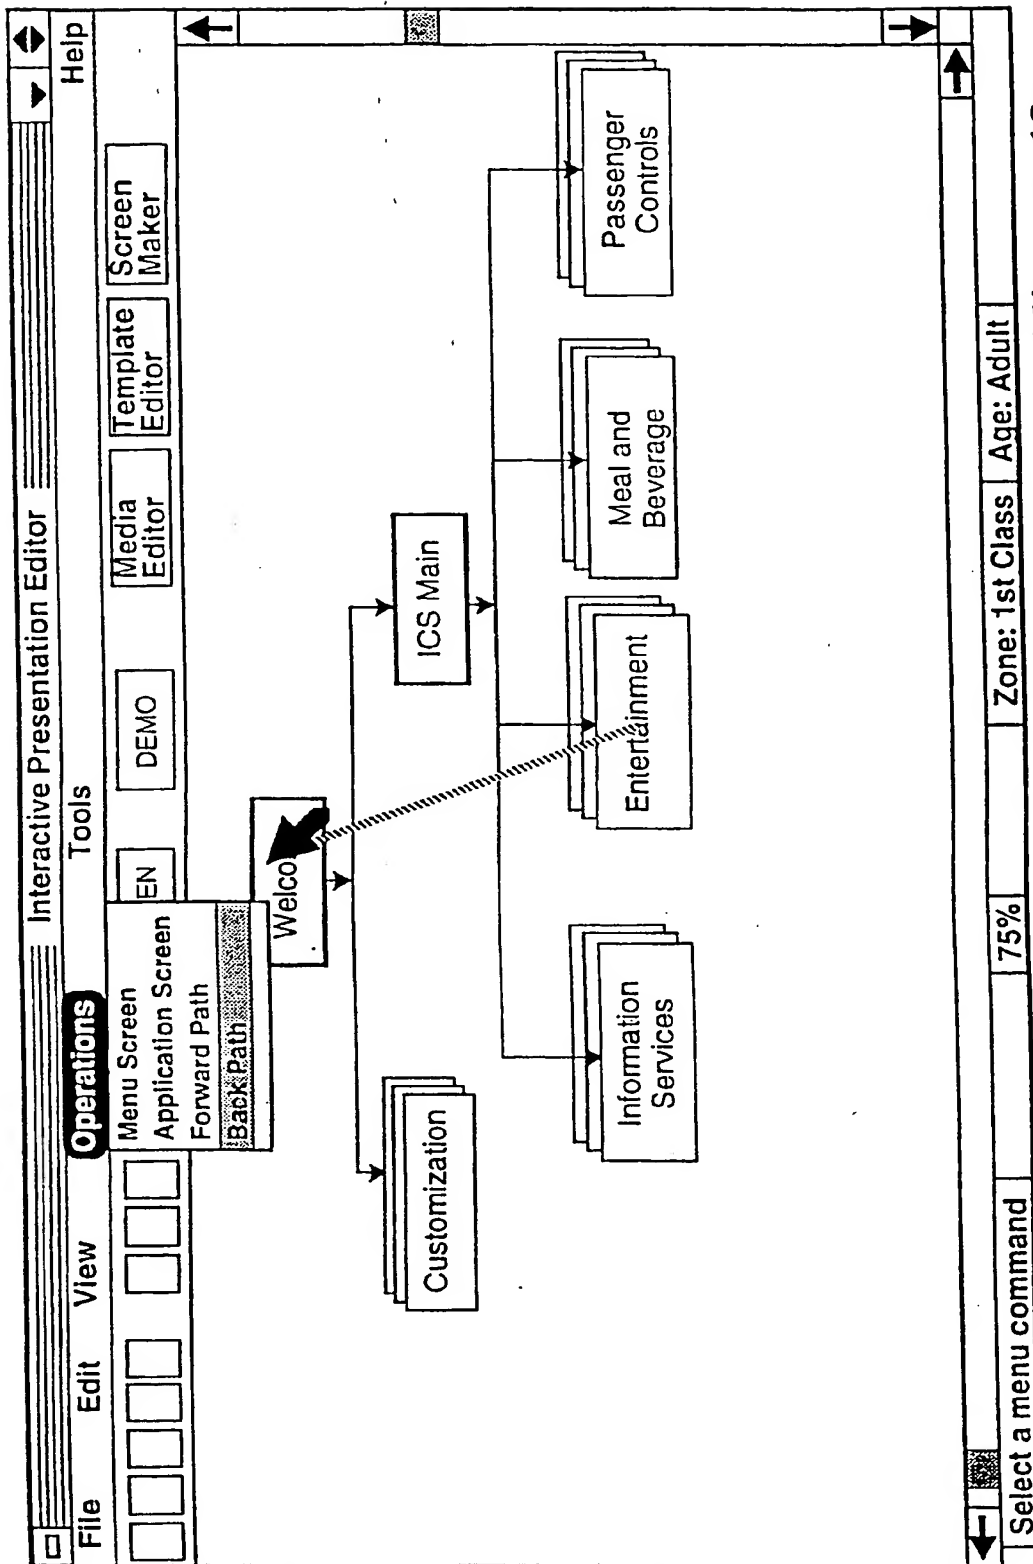 Interactive Presentation Editor
File Edit View Operations Tools Help
EN DEMO Media Editor Template Editor Screen Maker
Menu Screen
Application Screen
Forward Path
Back Path
Welco
Customization
ICS Main
Information
Services
Entertainment
Meal and
Beverage
Passenger
Controls
Select a menu command 75% Zone: 1st Class Age: Adult